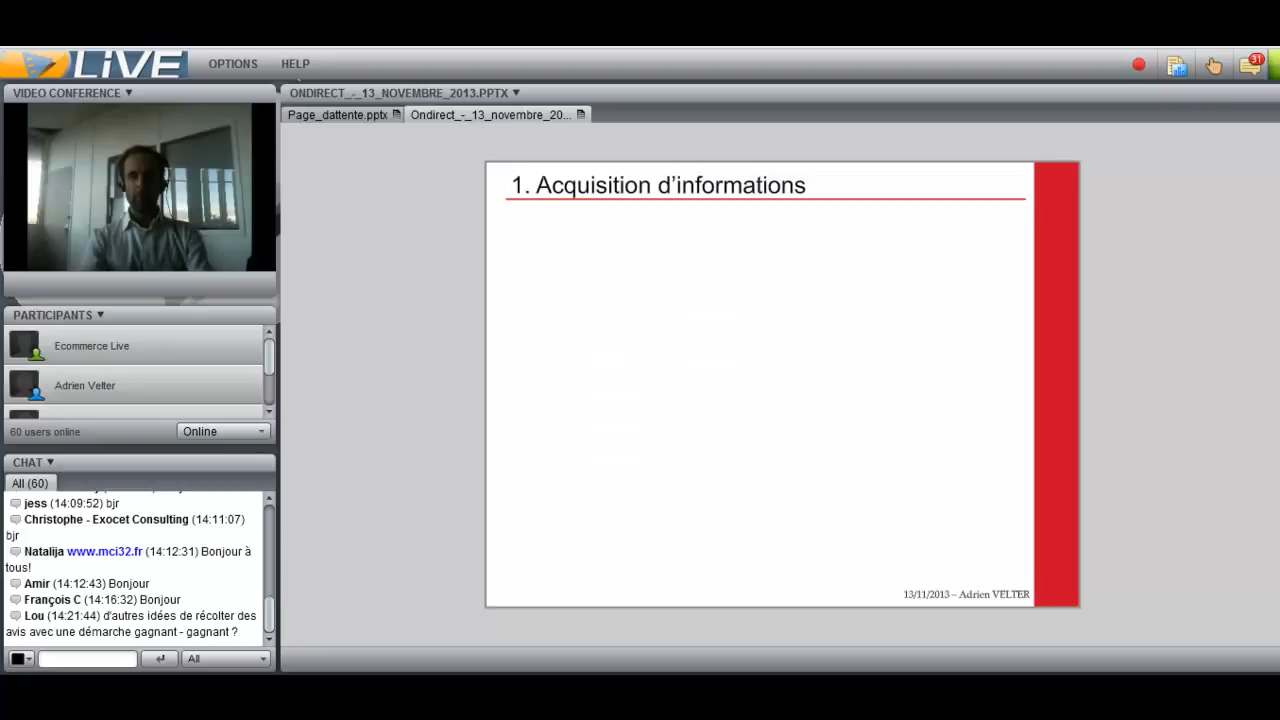 LiVE
OPTIONS
HELP
31
VIDEO CONFERENCE
ONDIRECT_-_13_NOVEMBRE_2013.PPTX
Page_dattente.pptx
Ondirect_-_13_novembre_20...
1. Acquisition d’informations
13/11/2013 – Adrien VELTER
PARTICIPANTS
Ecommerce Live
Adrien Velter
60 users online
Online
CHAT
All (60)
jess (14:09:52) bjr
Christophe - Exocet Consulting (14:11:07)
bjr
Natalija www.mci32.fr (14:12:31) Bonjour à
tous!
Amir (14:12:43) Bonjour
François C (14:16:32) Bonjour
Lou (14:21:44) d'autres idées de récolter des
avis avec une démarche gagnant - gagnant ?
All